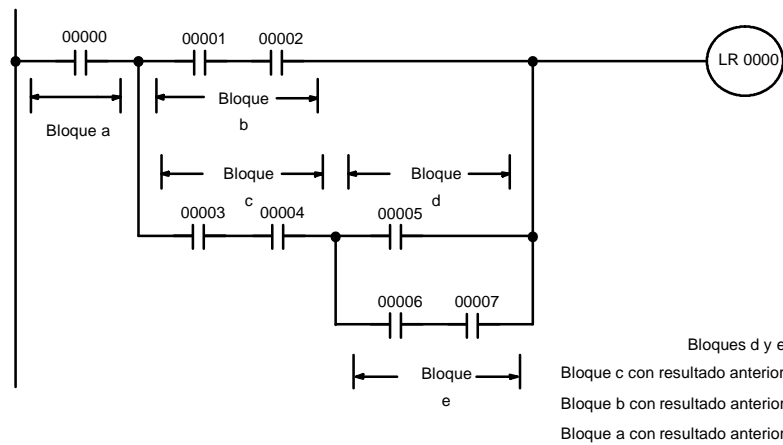 00000
00001
00002
LR 0000
Bloque a
Bloque
b
Bloque
c
Bloque
d
00003
00004
00005
00006
00007
Bloque
e
Bloques d y e
Bloque c con resultado anterior
Bloque b con resultado anterior
Bloque a con resultado anterior